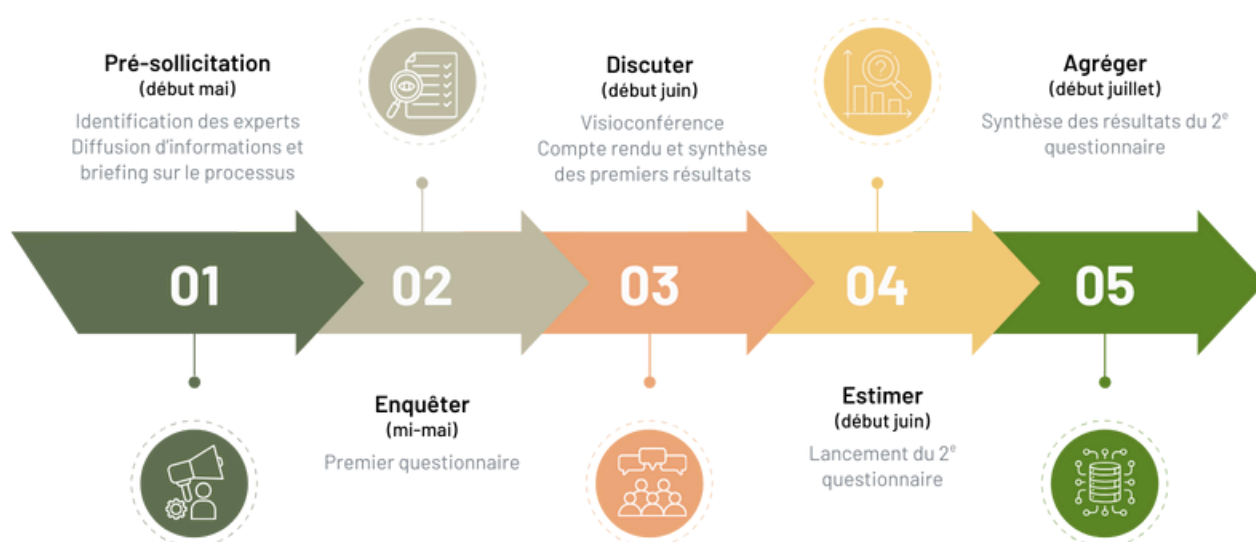 Pré-sollicitation
(début mai)
Identification des experts
Diffusion d'informations et
briefing sur le processus
01
02
Enquêter
(mi-mai)
Premier questionnaire
Discuter
(début juin)
Visioconférence
Compte rendu et synthèse
des premiers résultats
03
?
04
Estimer
(début juin)
Lancement du 2ᵉ
questionnaire
Agréger
(début juillet)
Synthèse des résultats du 2ᵉ
questionnaire
05